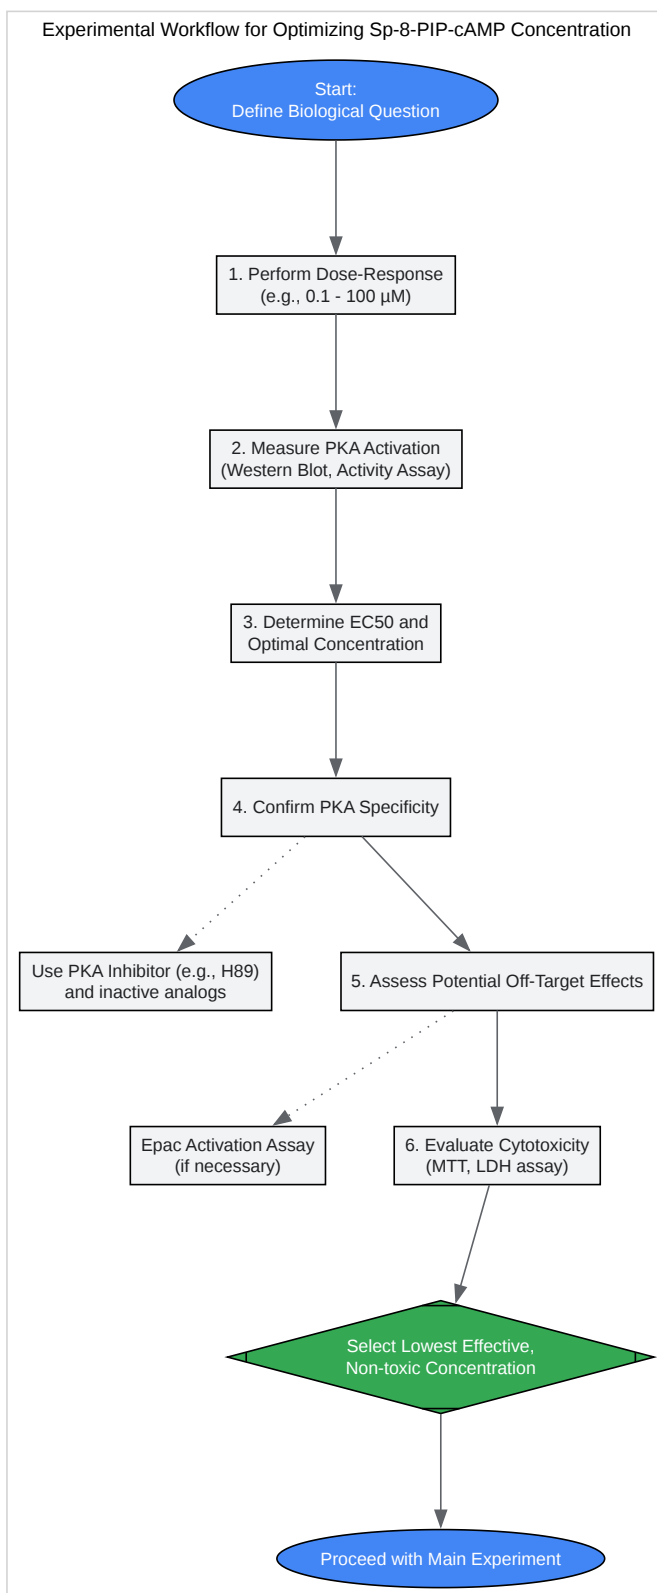 Experimental Workflow for Optimizing Sp-8-PIP-cAMP Concentration
Start:
Define Biological Question
1. Perform Dose-Response
(e.g., 0.1 - 100 µM)
2. Measure PKA Activation
(Western Blot, Activity Assay)
3. Determine EC50 and
Optimal Concentration
4. Confirm PKA Specificity
Use PKA Inhibitor (e.g., H89)
and inactive analogs
5. Assess Potential Off-Target Effects
Epac Activation Assay
(if necessary)
6. Evaluate Cytotoxicity
(MTT, LDH assay)
Select Lowest Effective,
Non-toxic Concentration
Proceed with Main Experiment